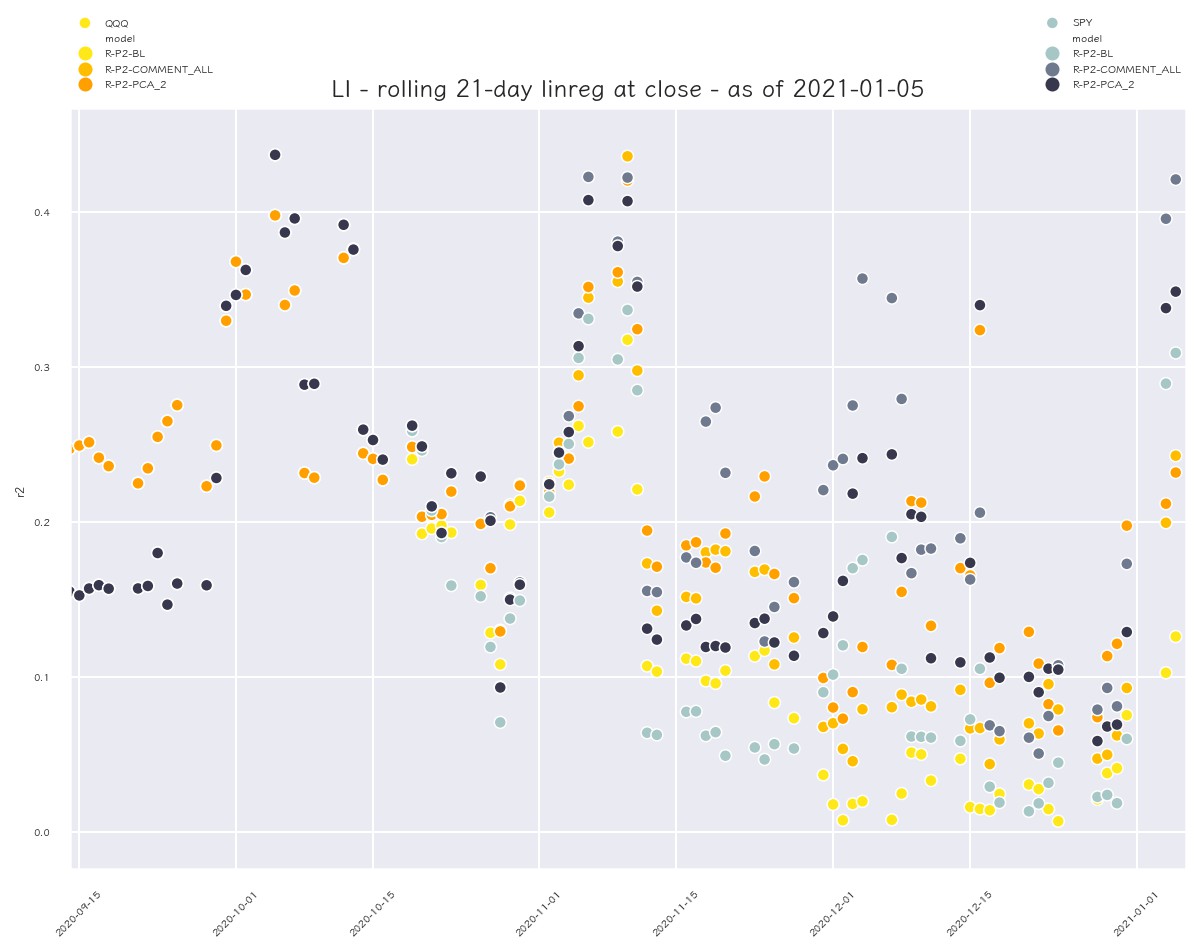 QQQ
model
R-P2-BL
R-P2-COMMENT_ALL
R-P2-PCA_2
SPY
model
R-P2-BL
R-P2-COMMENT_ALL
R-P2-PCA_2
LI - rolling 21-day linreg at close - as of 2021-01-05
r2
0.4
0.3
0.2
0.1
0.0
2020-09-15
2020-10-01
2020-10-15
2020-11-01
2020-11-15
2020-12-01
2020-12-15
2021-01-01